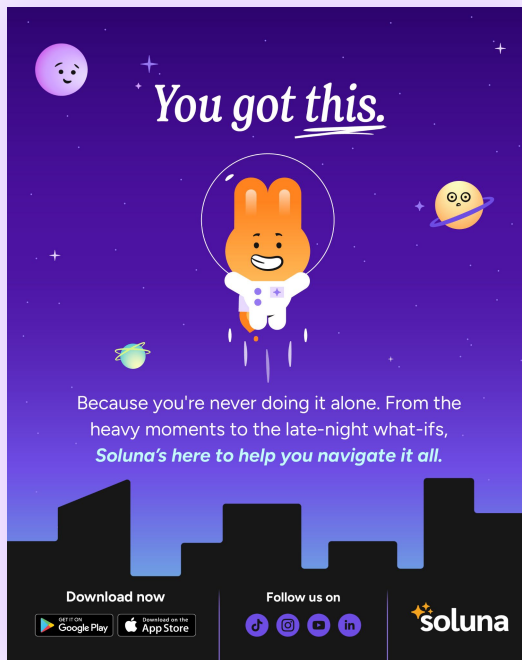 You got this.
Because you're never doing it alone. From the
heavy moments to the late-night what-ifs,
Soluna's here to help you navigate it all.
Download now
GET IT ON
Google Play
Download on the
App Store
Follow us on
in
soluna